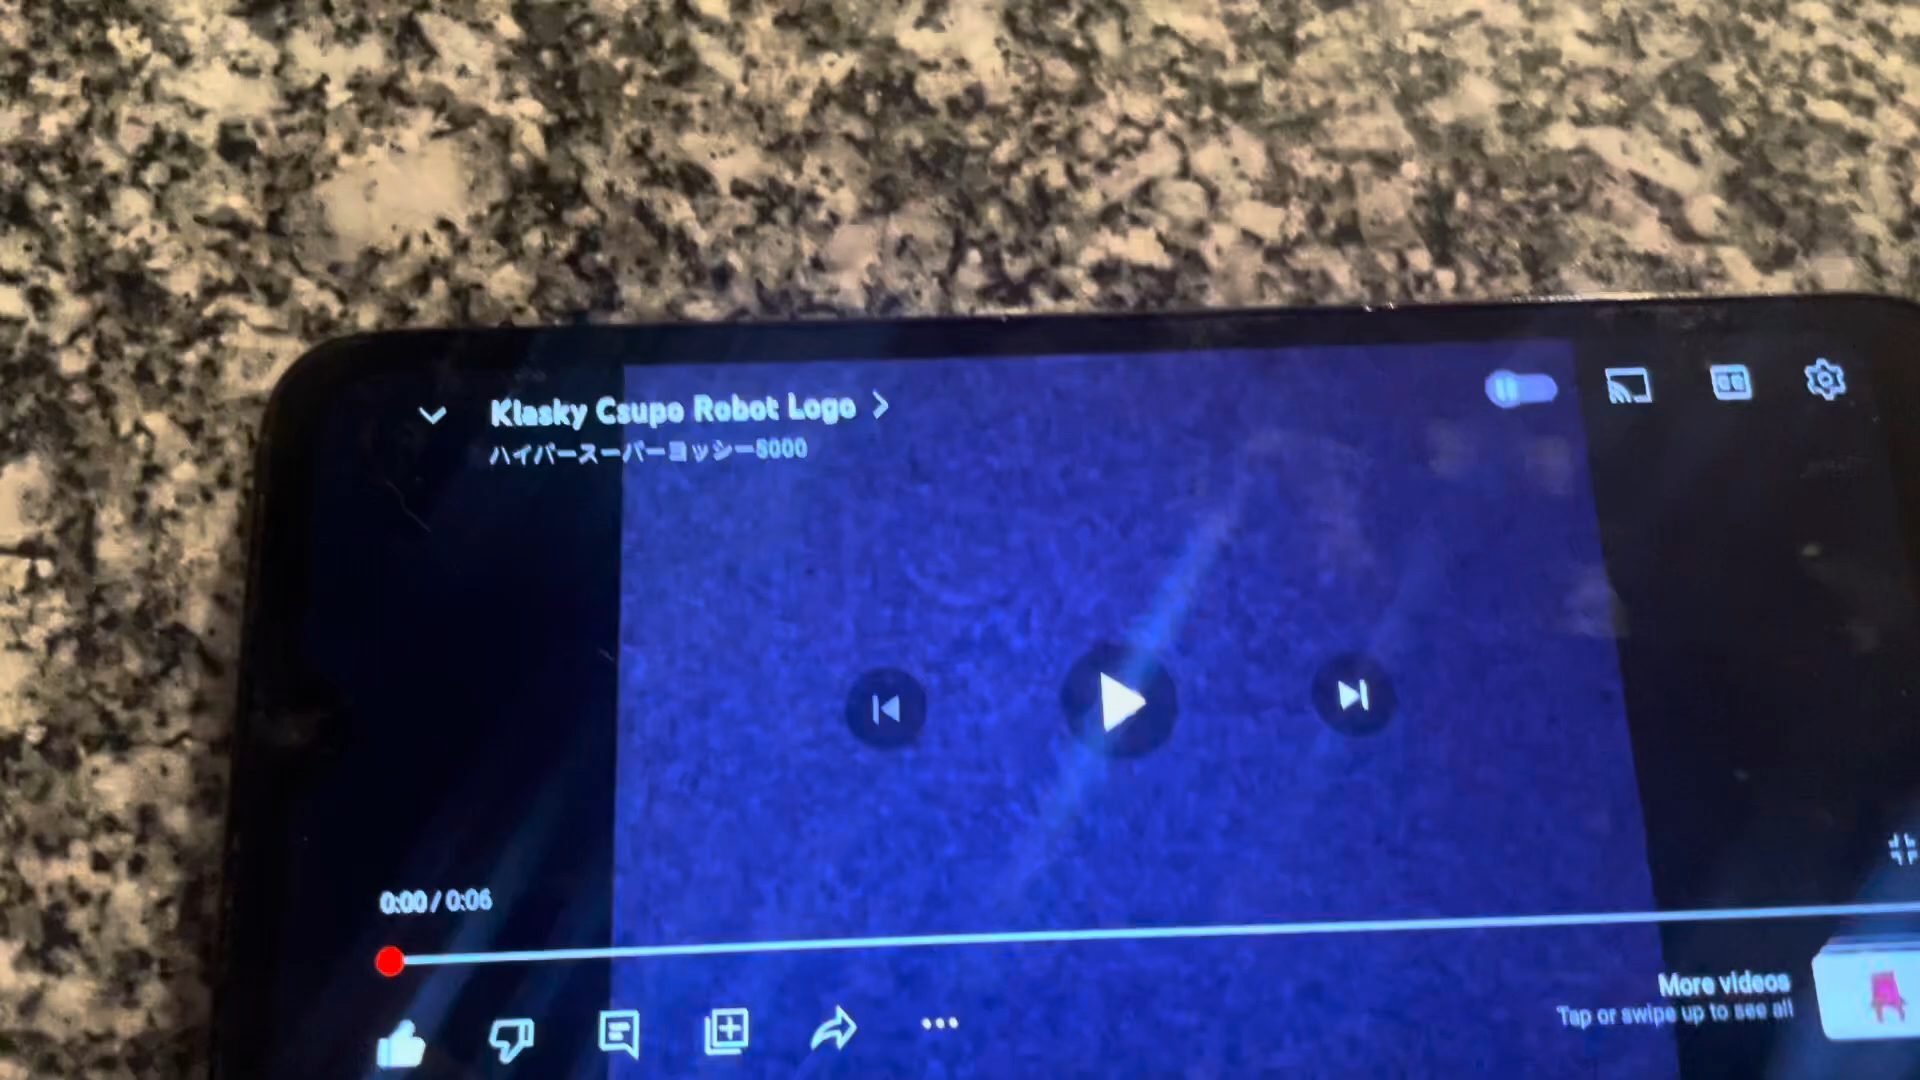 Klasky Csupo Robot Logo
ハイパースーパーヨッシー5000
CC
0:00 / 0:06
More videos
Tap or swipe up to see all